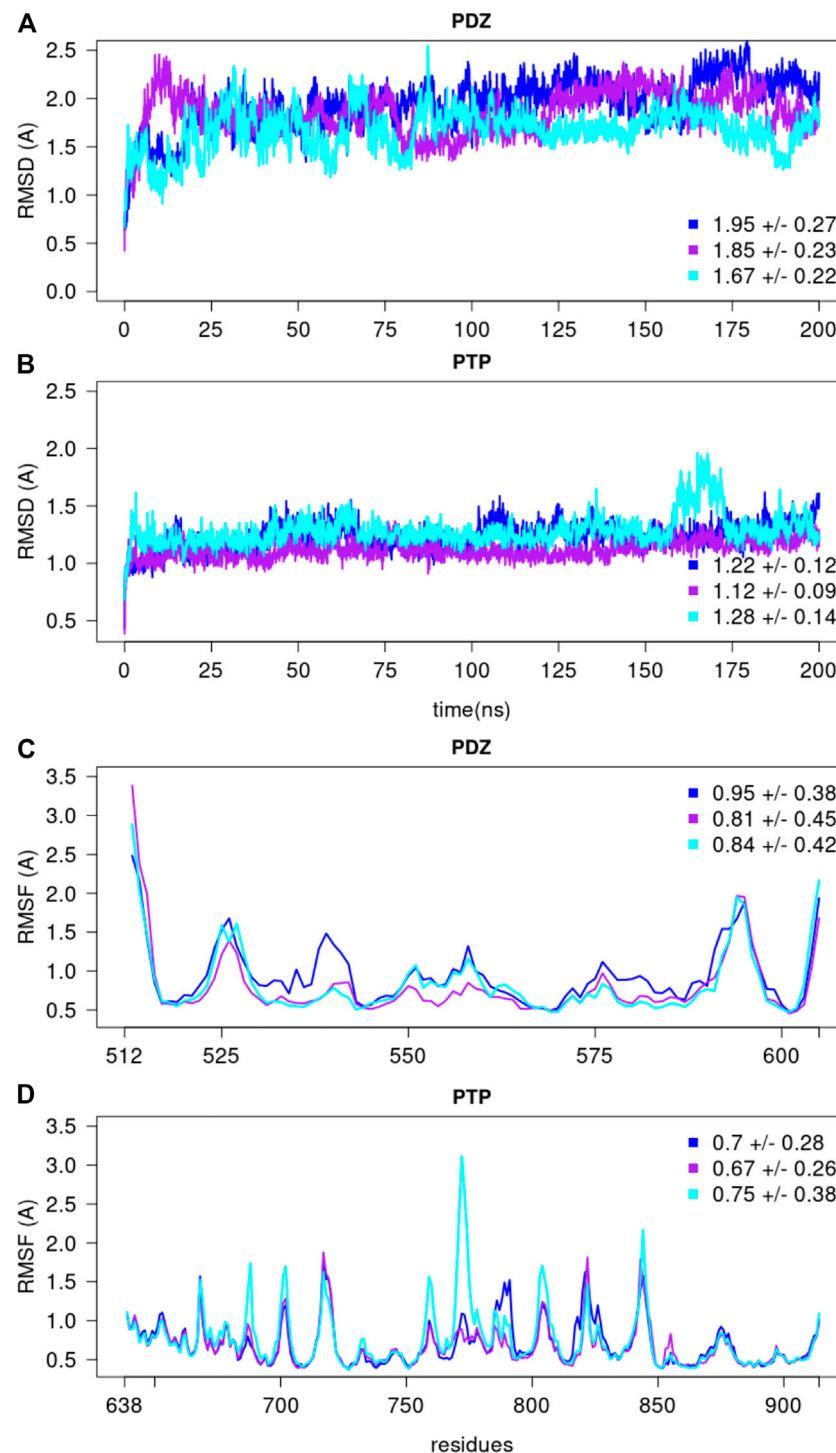 A
PDZ
RMSD (A)
2.5
2.0
1.5
1.0
0.5
0.0
1.95 +/- 0.27
1.85 +/- 0.23
1.67 +/- 0.22
0 25 50 75 100 125 150 175 200
B
PTP
RMSD (A)
2.5
2.0
1.5
1.0
0.5
1.22 +/- 0.12
1.12 +/- 0.09
1.28 +/- 0.14
0 25 50 75 100 125 150 175 200
time(ns)
C
PDZ
RMSF (A)
3.5
3.0
2.5
2.0
1.5
1.0
0.5
0.95 +/- 0.38
0.81 +/- 0.45
0.84 +/- 0.42
512 525 550 575 600
D
PTP
RMSF (A)
3.5
3.0
2.5
2.0
1.5
1.0
0.5
0.7 +/- 0.28
0.67 +/- 0.26
0.75 +/- 0.38
638 700 750 800 850 900
residues